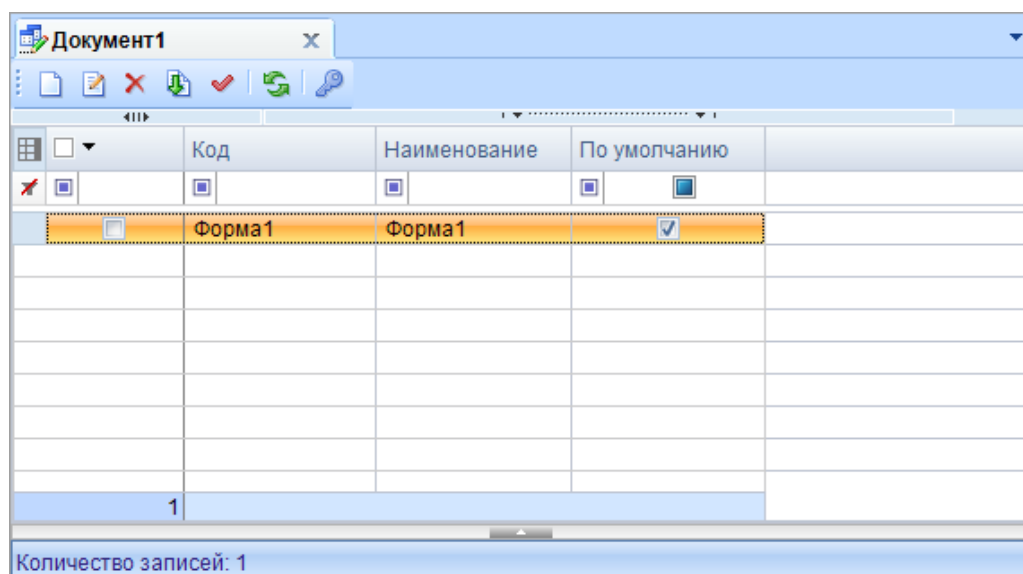 Документ1
Код Наименование По умолчанию
Форма1 Форма1
1
Количество записей: 1